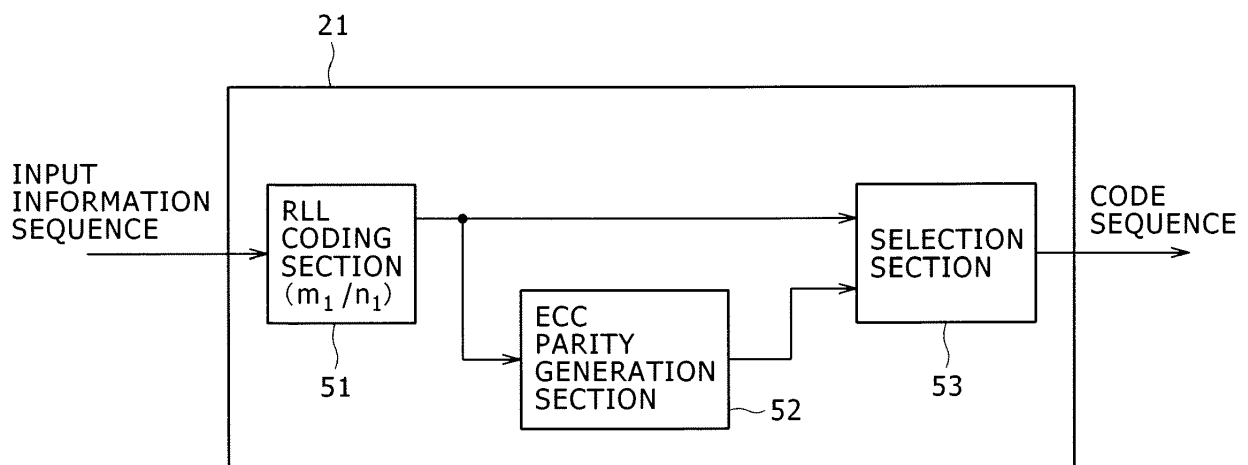 21
INPUT
INFORMATION
SEQUENCE
RLL
CODING
SECTION
(m₁/n₁)
51
ECC
PARITY
GENERATION
SECTION
52
SELECTION
SECTION
53
CODE
SEQUENCE